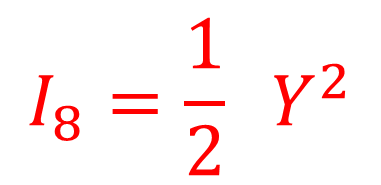 I₈ = 1/2 Y²